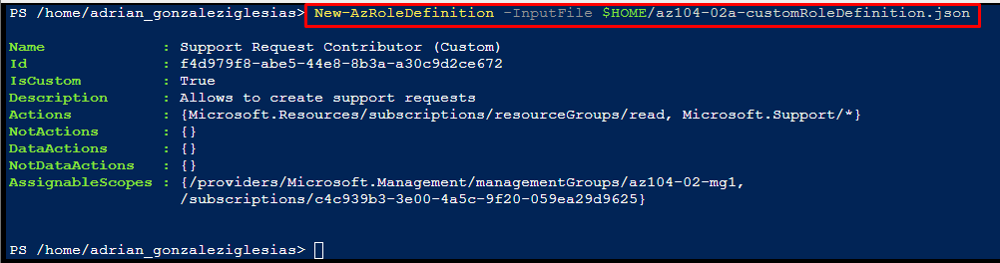 PS /home/adrian_gonzaleziglesias> New-AzRoleDefinition -InputFile $HOME/az104-02a-customRoleDefinition.json
Name : Support Request Contributor (Custom)
Id : f4d979f8-abe5-44e8-8b3a-a30c9d2ce672
IsCustom : True
Description : Allows to create support requests
Actions : {Microsoft.Resources/subscriptions/resourceGroups/read, Microsoft.Support/*}
NotActions : {}
DataActions : {}
NotDataActions : {}
AssignableScopes : {/providers/Microsoft.Management/managementGroups/az104-02-mg1,
/subscriptions/c4c939b3-3e00-4a5c-9f20-059ea29d9625}
PS /home/adrian_gonzaleziglesias>